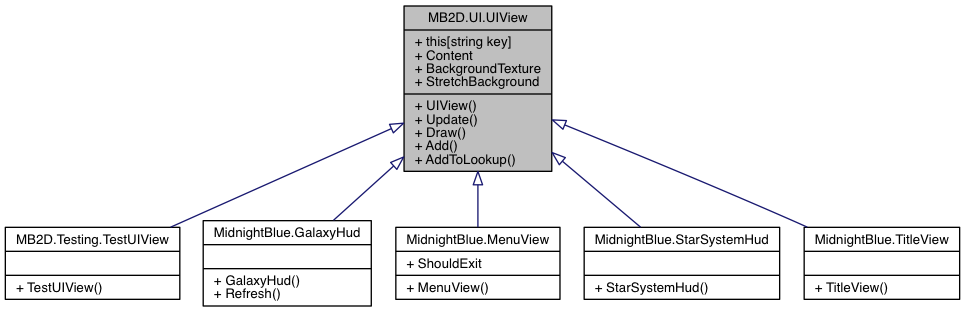 MB2D.UI.UIView
+ this[string key]
+ Content
+ BackgroundTexture
+ StretchBackground
+ UIView()
+ Update()
+ Draw()
+ Add()
+ AddToLookup()
MB2D.Testing.TestUIView
+ TestUIView()
MidnightBlue.GalaxyHud
+ GalaxyHud()
+ Refresh()
MidnightBlue.MenuView
+ ShouldExit
+ MenuView()
MidnightBlue.StarSystemHud
+ StarSystemHud()
MidnightBlue.TitleView
+ TitleView()